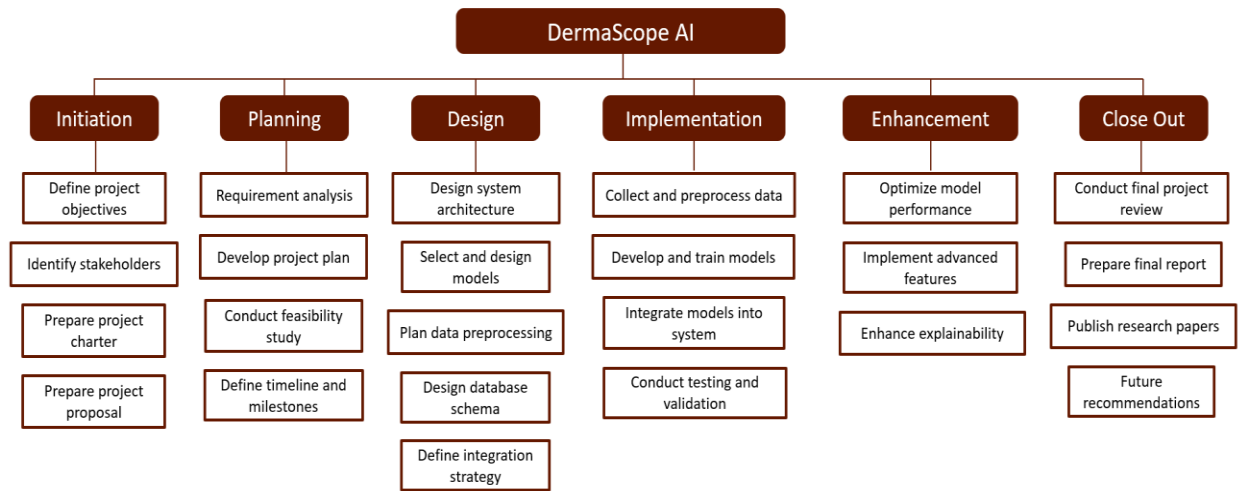 DermaScope AI
Initiation
Planning
Design
Implementation
Enhancement
Close Out
Define project
objectives
Identify stakeholders
Prepare project
charter
Prepare project
proposal
Requirement analysis
Develop project plan
Conduct feasibility
study
Define timeline and
milestones
Design system
architecture
Select and design
models
Plan data preprocessing
Design database
schema
Define integration
strategy
Collect and preprocess data
Develop and train models
Integrate models into
system
Conduct testing and
validation
Optimize model
performance
Implement advanced
features
Enhance explainability
Conduct final project
review
Prepare final report
Publish research papers
Future
recommendations